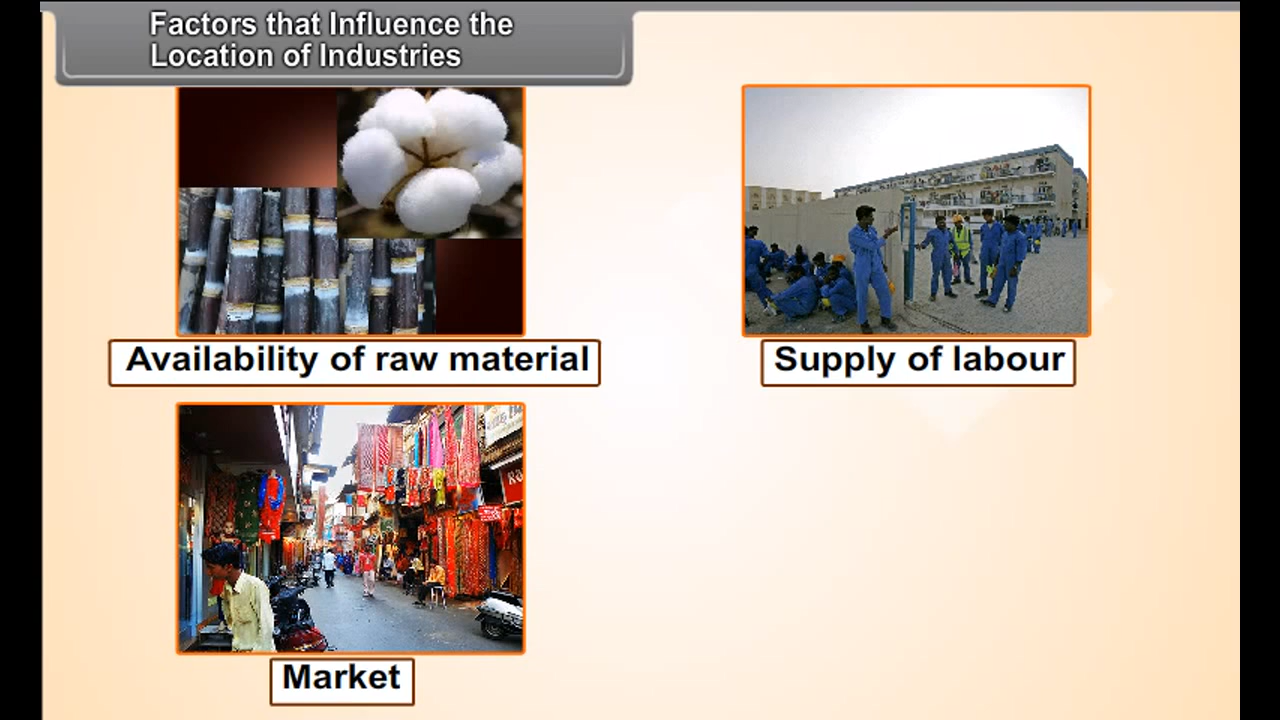 Factors that Influence the
Location of Industries
Availability of raw material
Supply of labour
Market